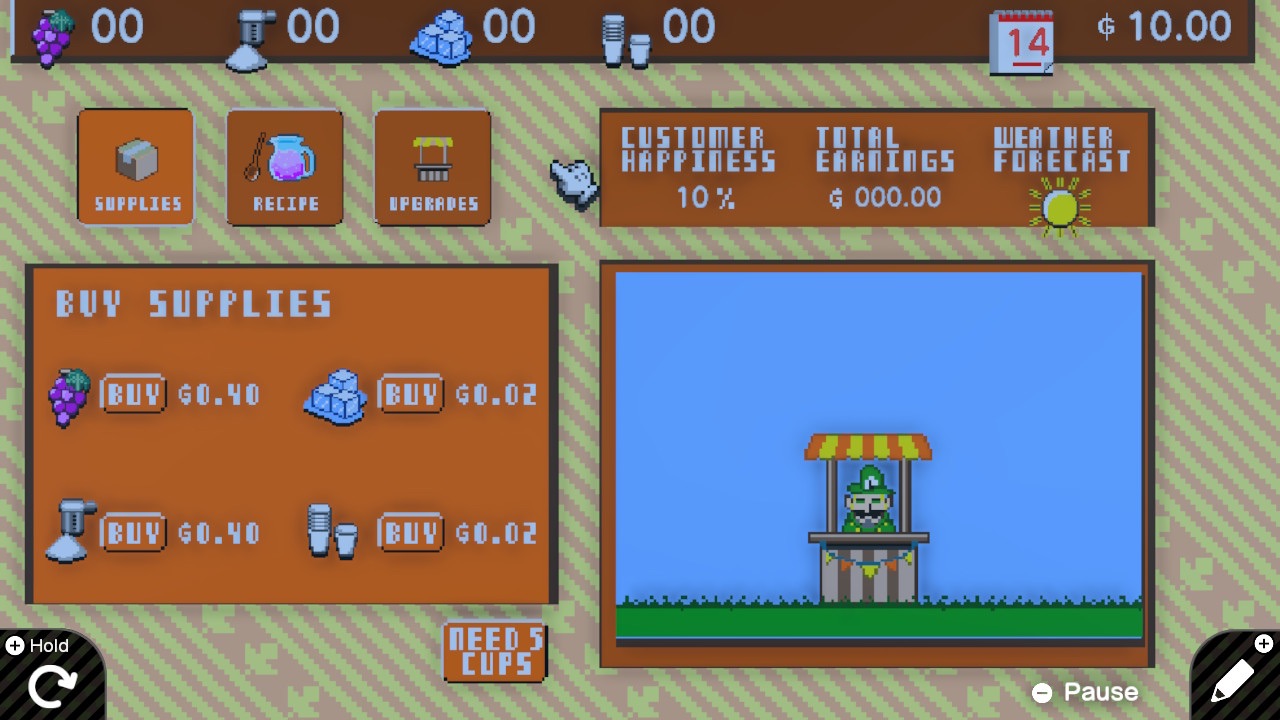 00 00 00 00 14 ₲ 10.00
SUPPLIES RECIPE UPGRADES
CUSTOMER
HAPPINESS
10 %
TOTAL
EARNINGS
₲ 000.00
WEATHER
FORECAST
BUY SUPPLIES
BUY ₲0.40 BUY ₲0.02
BUY ₲0.40 BUY ₲0.02
NEED 5
CUPS
Hold
Pause